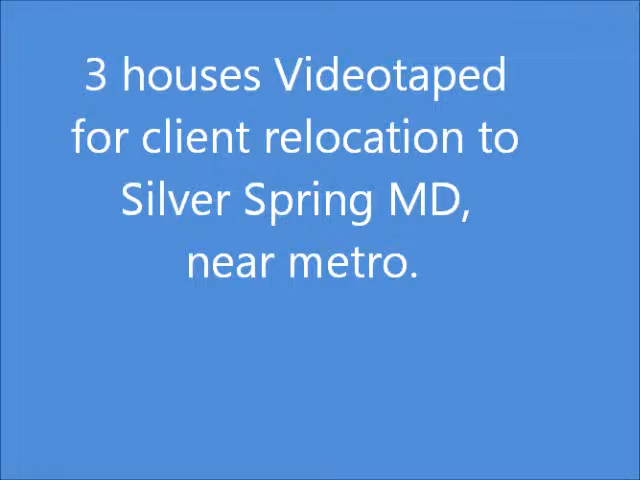 3 houses Videotaped
for client relocation to
Silver Spring MD,
near metro.